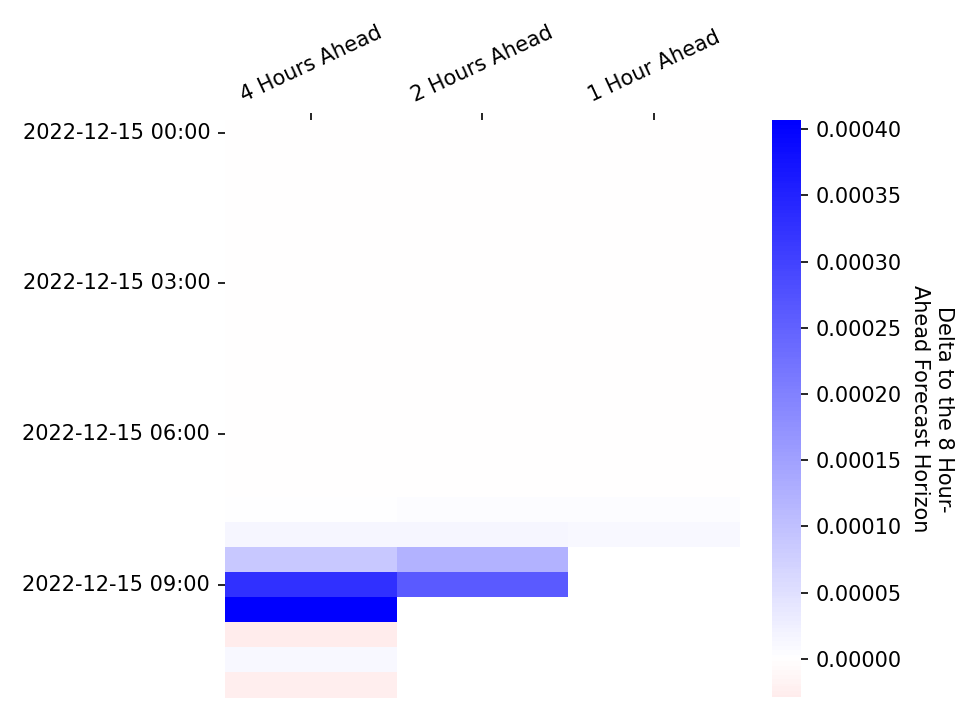 4 Hours Ahead
2 Hours Ahead
1 Hour Ahead
2022-12-15 00:00
2022-12-15 03:00
2022-12-15 06:00
2022-12-15 09:00
0.00040
0.00035
0.00030
0.00025
0.00020
0.00015
0.00010
0.00005
0.00000
Delta to the 8 Hour-
Ahead Forecast Horizon